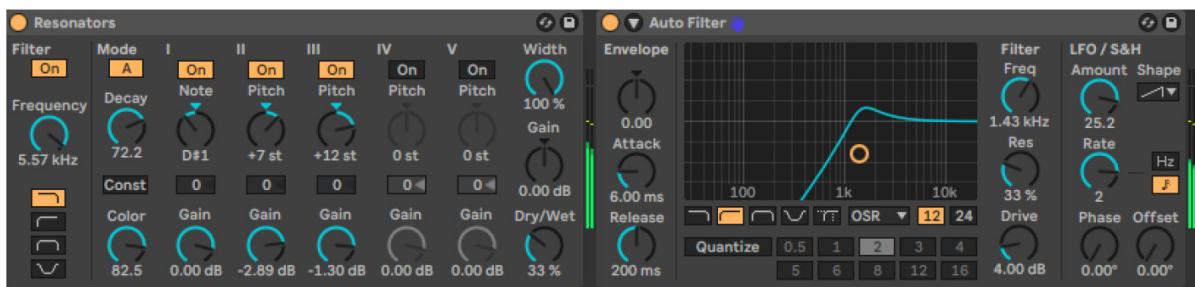 Resonators
Filter Mode I II III IV V Width
On A On On On On On
Note Pitch Pitch Pitch Pitch
Frequency Decay 100 %
Gain
5.57 kHz 72.2 D#1 +7 st +12 st 0 st 0 st
Const 0 0 0 0 0.00 dB
Color Gain Gain Gain Gain Gain Dry/Wet
82.5 0.00 dB -2.89 dB -1.30 dB 0.00 dB 0.00 dB 33 %
Auto Filter
Envelope Filter LFO / S&H
Freq Amount Shape
0.00 1.43 kHz 25.2
Attack Res Rate
Hz
6.00 ms 100 1k 10k 33 % 2
Release OSR 12 24 Drive Phase Offset
Quantize 0.5 1 2 3 4
200 ms 5 6 8 12 16 4.00 dB 0.00° 0.00°